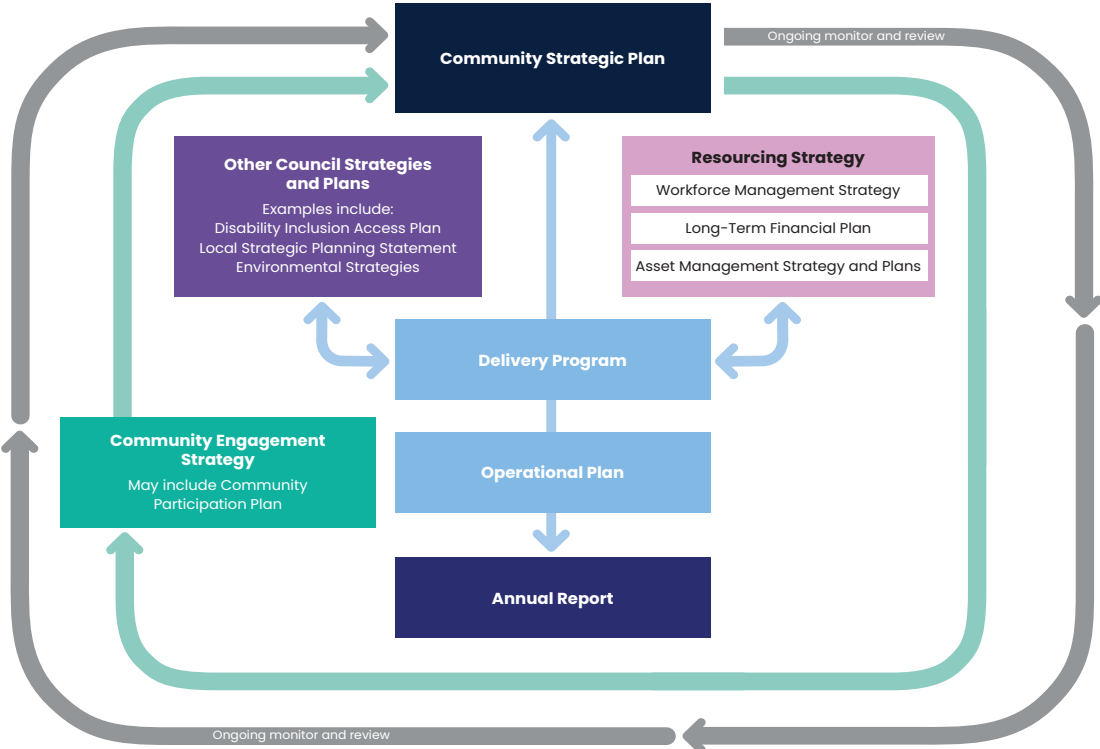 Community Strategic Plan
Ongoing monitor and review
Other Council Strategies
and Plans
Examples include:
Disability Inclusion Access Plan
Local Strategic Planning Statement
Environmental Strategies
Resourcing Strategy
Workforce Management Strategy
Long-Term Financial Plan
Asset Management Strategy and Plans
Delivery Program
Community Engagement
Strategy
May include Community
Participation Plan
Operational Plan
Annual Report
Ongoing monitor and review